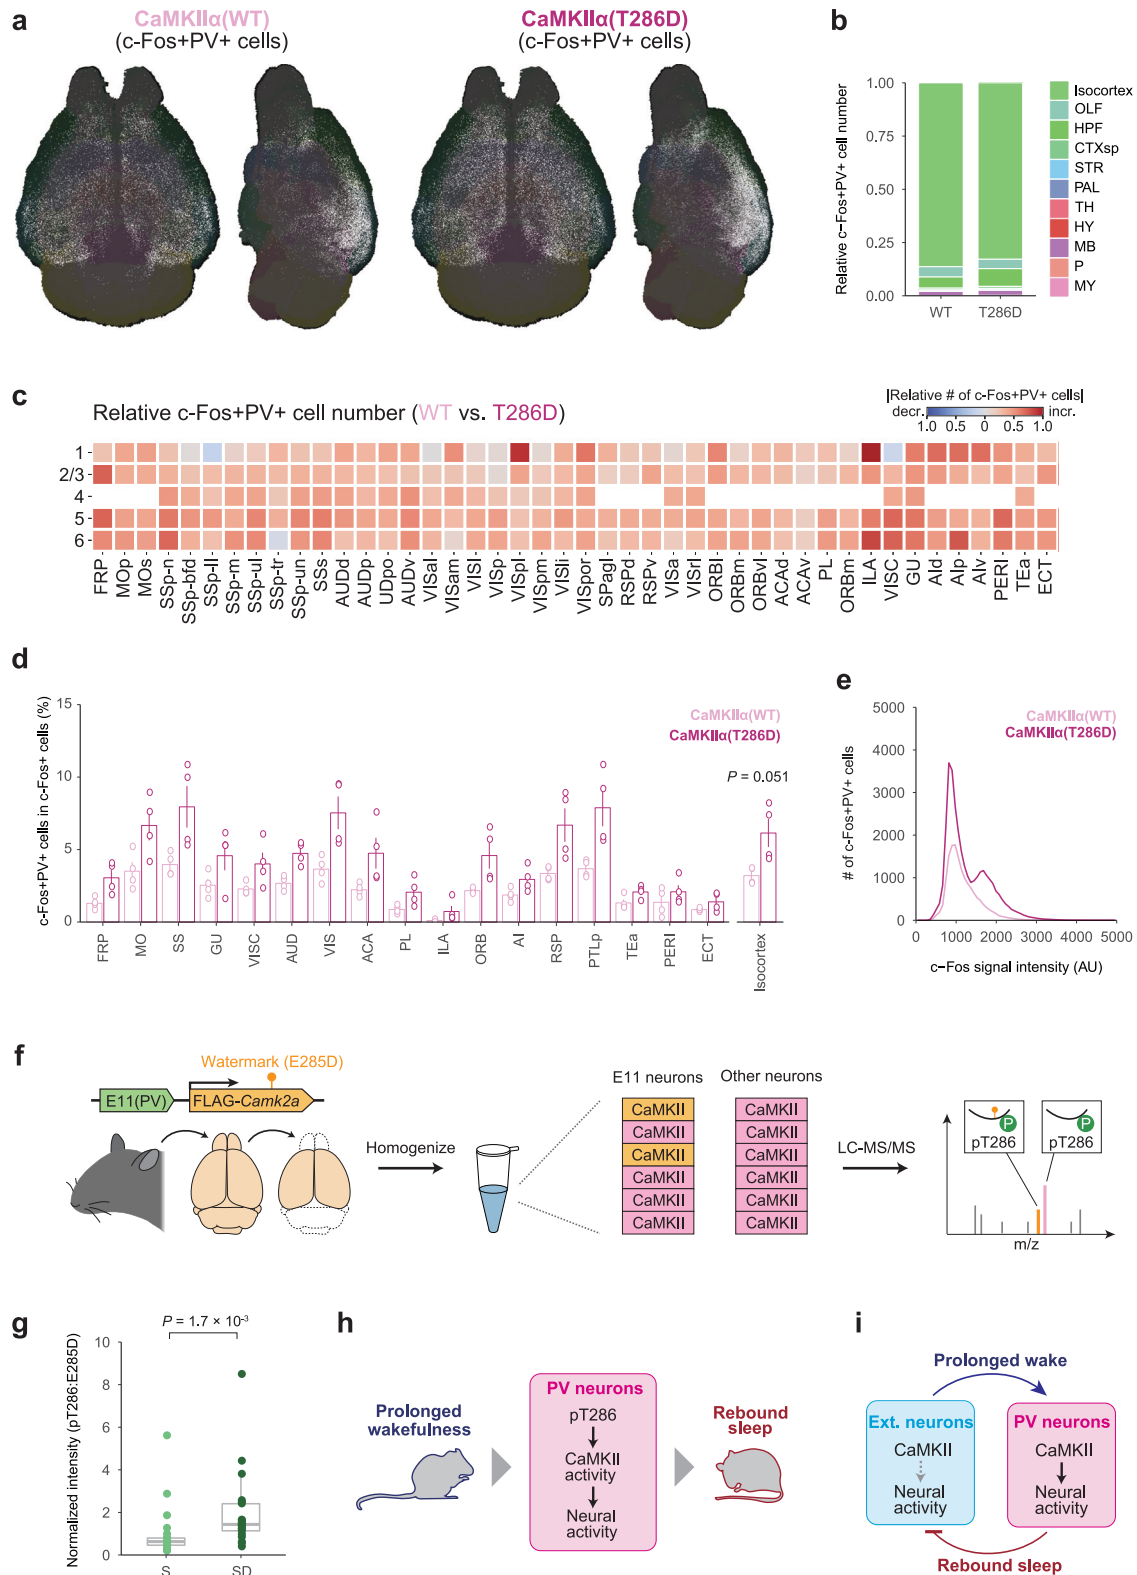 a
CaMKIIα(WT)
(c-Fos+PV+ cells)
CaMKIIα(T286D)
(c-Fos+PV+ cells)
b
Relative c-Fos+PV+ cell number
1.00
0.75
0.50
0.25
0.00
WT
T286D
Isocortex
OLF
HPF
CTXsp
STR
PAL
TH
HY
MB
P
MY
c
Relative c-Fos+PV+ cell number (WT vs. T286D)
|Relative # of c-Fos+PV+ cells|
decr.
incr.
1.0 0.5 0 0.5 1.0
1
2/3
4
5
6
FRP
MOp
MOs
SSp-n
SSp-bfd
SSp-ll
SSp-m
SSp-ul
SSp-tr
SSp-un
SSs
AUDd
AUDp
UDpo
AUDv
VISal
VISam
VISl
VISp
VISpl
VISpm
VISli
VISpor
SPagl
RSPd
RSPv
VISa
VISrl
ORBl
ORBm
ORBvl
ACAd
ACAv
PL
ORBm
ILA
VISC
GU
AId
AIp
AIv
PERI
TEa
ECT
d
c-Fos+PV+ cells in c-Fos+ cells (%)
15
10
5
0
CaMKIIα(WT)
CaMKIIα(T286D)
P = 0.051
FRP
MO
SS
GU
VISC
AUD
VIS
ACA
PL
ILA
ORB
AI
RSP
PTLp
TEa
PERI
ECT
Isocortex
e
# of c-Fos+PV+ cells
5000
4000
3000
2000
1000
0
CaMKIIα(WT)
CaMKIIα(T286D)
0 1000 2000 3000 4000 5000
c-Fos signal intensity (AU)
f
Watermark (E285D)
E11(PV)
FLAG-Camk2a
Homogenize
E11 neurons
CaMKII
CaMKII
CaMKII
CaMKII
CaMKII
CaMKII
Other neurons
CaMKII
CaMKII
CaMKII
CaMKII
CaMKII
CaMKII
LC-MS/MS
P
pT286
P
pT286
m/z
g
Normalized intensity (pT286:E285D)
P = 1.7 × 10⁻³
10
8
6
4
2
0
S
SD
h
Prolonged
wakefulness
PV neurons
pT286
CaMKII
activity
Neural
activity
Rebound
sleep
i
Prolonged wake
Ext. neurons
CaMKII
Neural
activity
PV neurons
CaMKII
Neural
activity
Rebound sleep